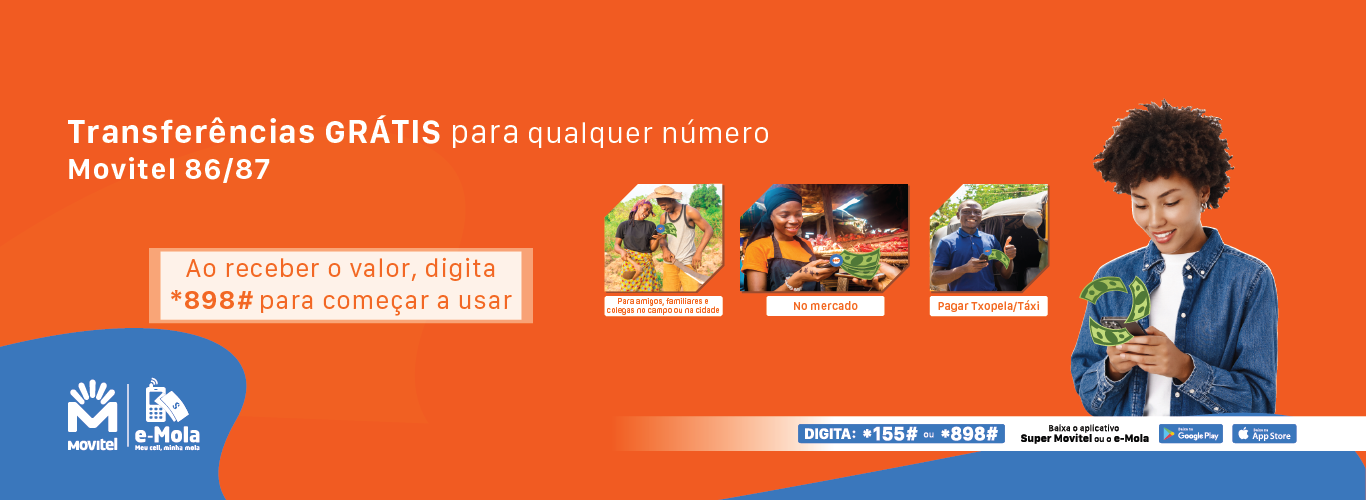 Transferências GRÁTIS para qualquer número
Movitel 86/87
Ao receber o valor, digita
*898# para começar a usar
Para amigos, familiares e
colegas no campo ou na cidade
No mercado
Pagar Txopela/Táxi
MOVITEL
e-Mola
Meu cell, minha mola
DIGITA: *155# ou *898#
Baixa o aplicativo
Super Movitel ou o e-Mola
Google Play
App Store